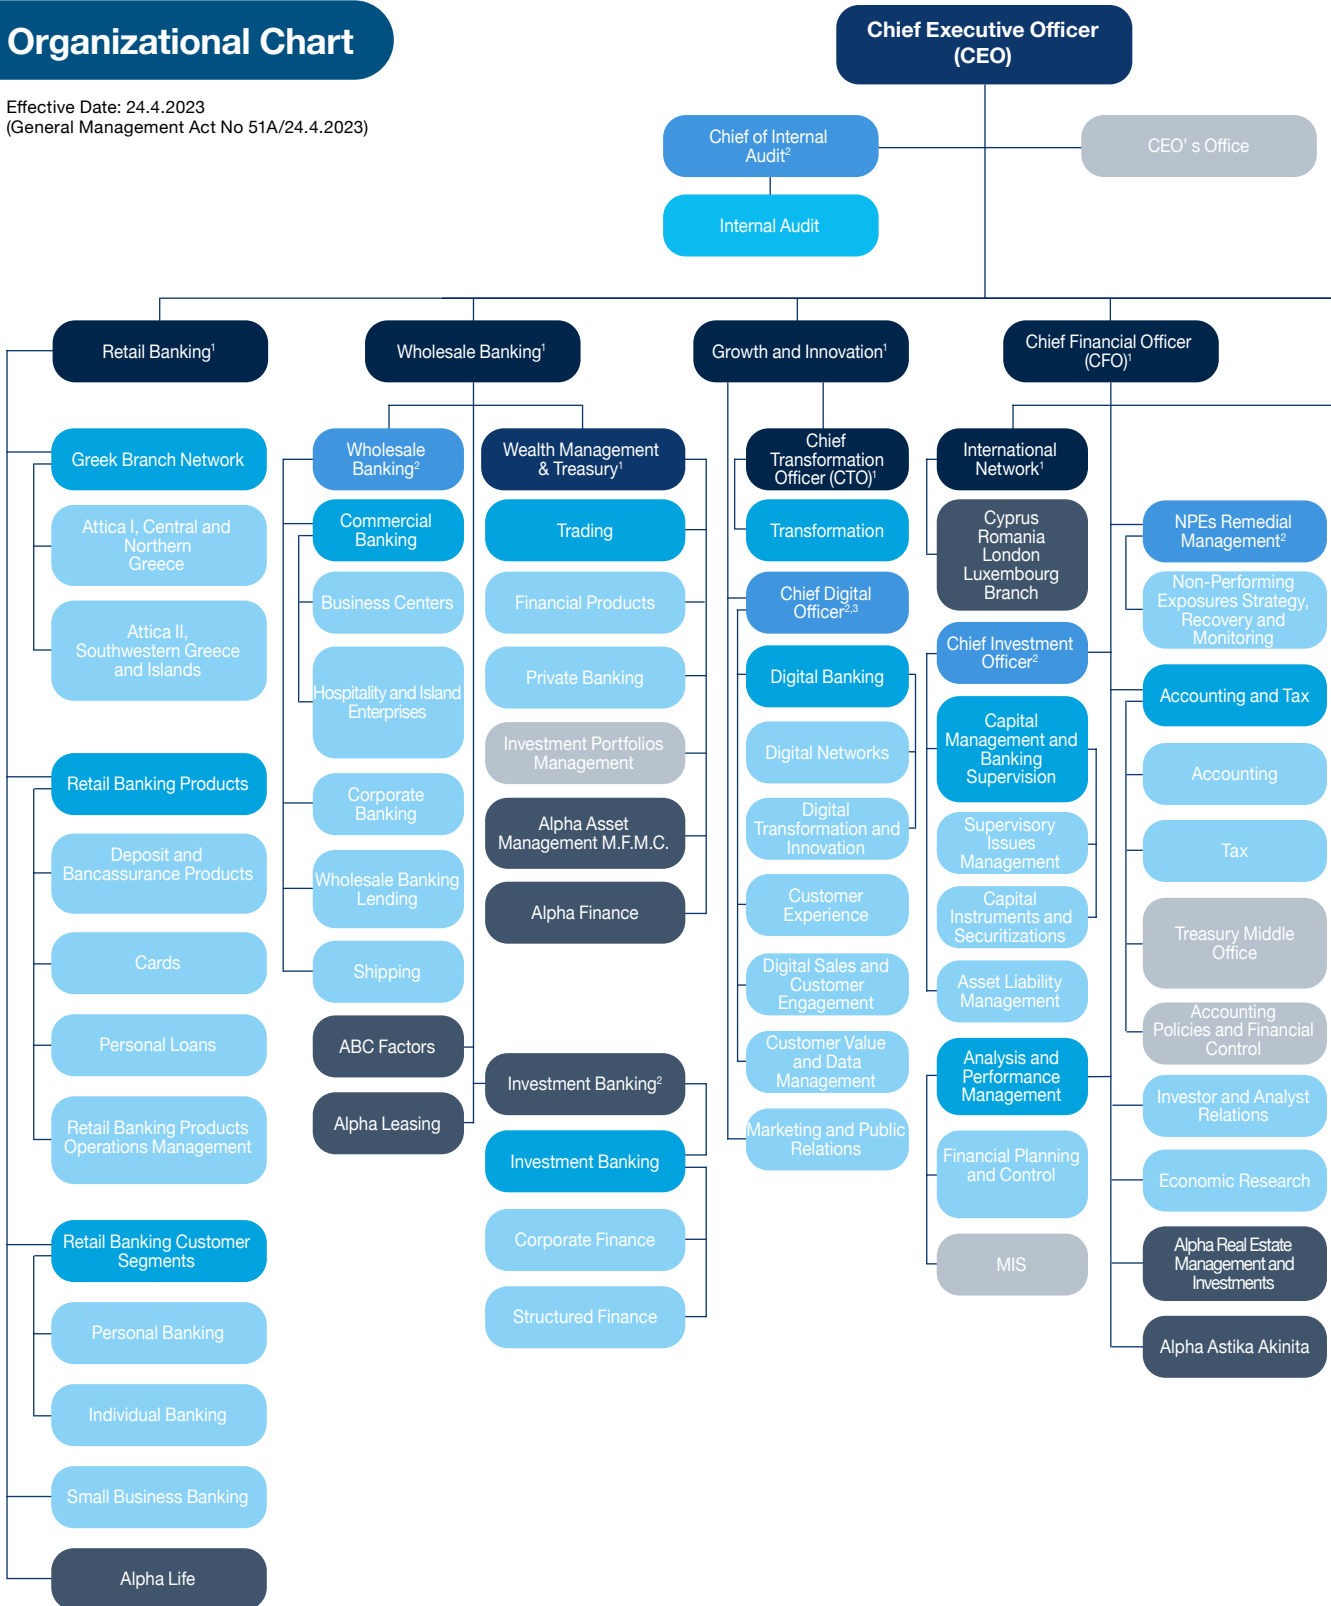 Organizational Chart
Effective Date: 24.4.2023
(General Management Act No 51A/24.4.2023)
Chief Executive Officer
(CEO)
Chief of Internal
Audit²
CEO’ s Office
Internal Audit
Retail Banking¹
Wholesale Banking¹
Growth and Innovation¹
Chief Financial Officer
(CFO)¹
Greek Branch Network
Attica I, Central and
Northern
Greece
Attica II,
Southwestern Greece
and Islands
Retail Banking Products
Deposit and
Bancassurance Products
Cards
Personal Loans
Retail Banking Products
Operations Management
Retail Banking Customer
Segments
Personal Banking
Individual Banking
Small Business Banking
Alpha Life
Wholesale
Banking²
Commercial
Banking
Business Centers
Hospitality and Island
Enterprises
Corporate
Banking
Wholesale Banking
Lending
Shipping
ABC Factors
Alpha Leasing
Wealth Management
& Treasury¹
Trading
Financial Products
Private Banking
Investment Portfolios
Management
Alpha Asset
Management M.F.M.C.
Alpha Finance
Investment Banking²
Investment Banking
Corporate Finance
Structured Finance
Chief
Transformation
Officer (CTO)¹
Transformation
Chief Digital
Officer²,³
Digital Banking
Digital Networks
Digital
Transformation and
Innovation
Customer
Experience
Digital Sales and
Customer
Engagement
Customer Value
and Data
Management
Marketing and Public
Relations
International
Network¹
Cyprus
Romania
London
Luxembourg
Branch
Chief Investment
Officer²
Capital
Management and
Banking
Supervision
Supervisory
Issues
Management
Capital
Instruments and
Securitizations
Asset Liability
Management
Analysis and
Performance
Management
Financial Planning
and Control
MIS
NPEs Remedial
Management²
Non-Performing
Exposures Strategy,
Recovery and
Monitoring
Accounting and Tax
Accounting
Tax
Treasury Middle
Office
Accounting
Policies and Financial
Control
Investor and Analyst
Relations
Economic Research
Alpha Real Estate
Management and
Investments
Alpha Astika Akinita